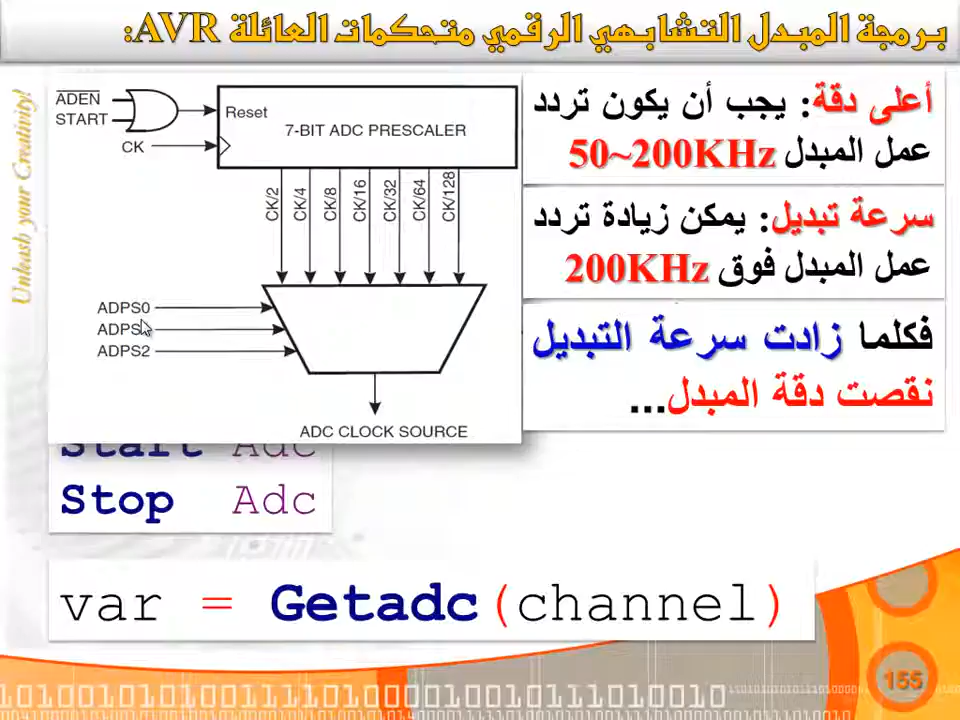 برمجة المبدل التشابهي الرقمي متحكمات العائلة AVR:
Unleash your Creativity!
ADEN
START
CK
Reset
7-BIT ADC PRESCALER
CK/2
CK/4
CK/8
CK/16
CK/32
CK/64
CK/128
ADPS0
ADPS
ADPS2
ADC CLOCK SOURCE
أعلى دقة: يجب أن يكون تردد
عمل المبدل 50~200KHz
سرعة تبديل: يمكن زيادة تردد
عمل المبدل فوق 200KHz
فكلما زادت سرعة التبديل
نقصت دقة المبدل...
Start Adc
Stop Adc
var = Getadc(channel)
155